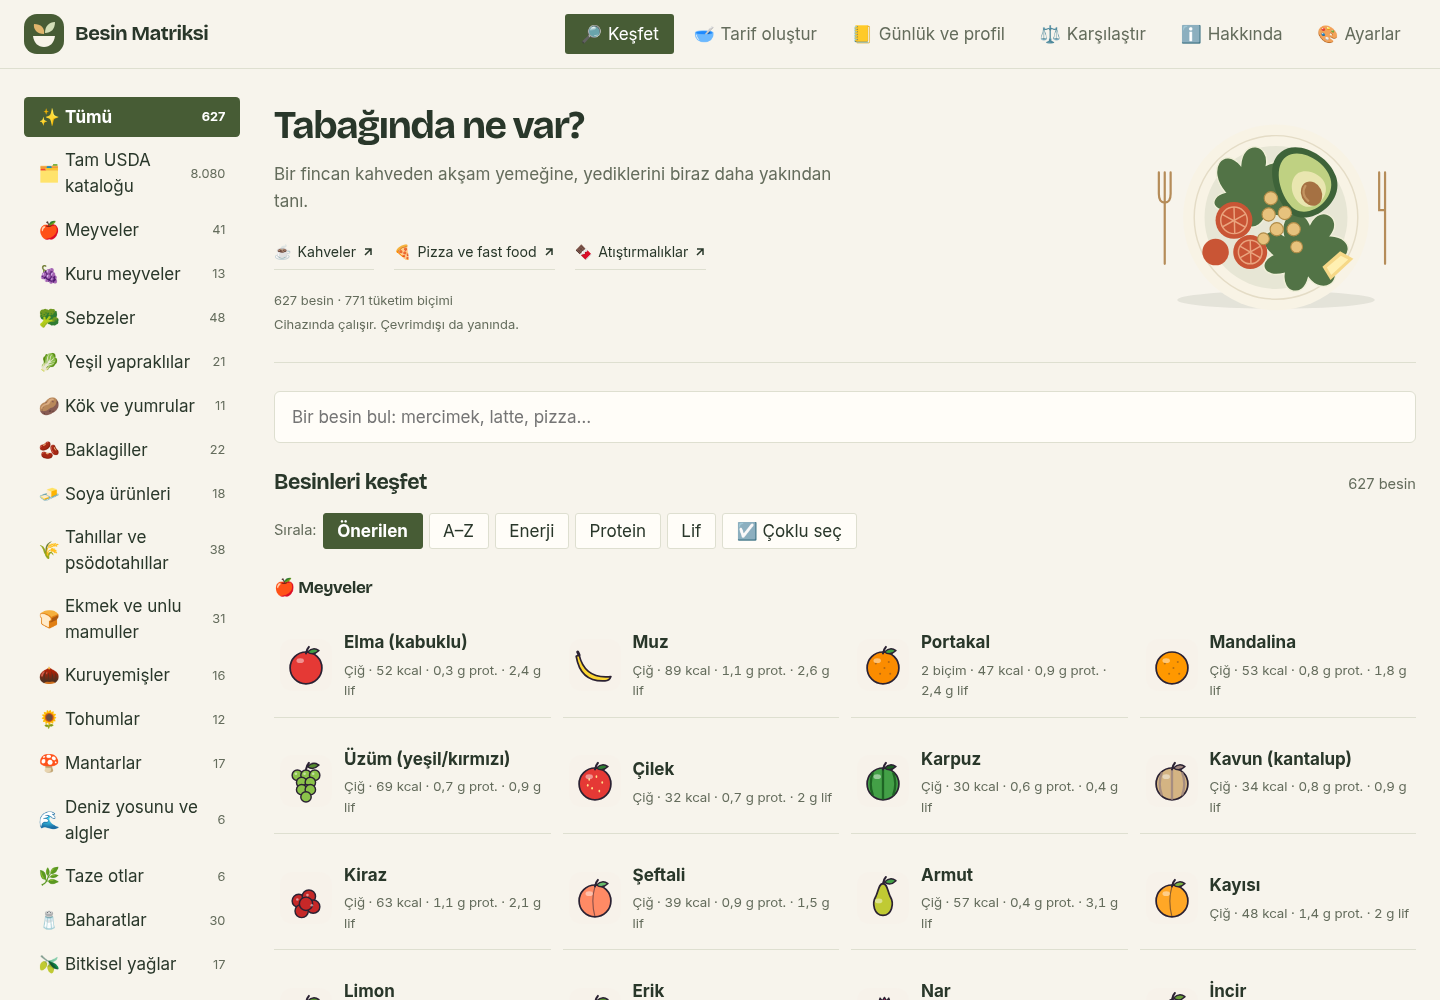 Besin Matriksi
🔎 Keşfet
🥣 Tarif oluştur
📒 Günlük ve profil
⚖️ Karşılaştır
ℹ️ Hakkında
🎨 Ayarlar
✨ Tümü 627
🗂️ Tam USDA
kataloğu 8.080
🍎 Meyveler 41
🍇 Kuru meyveler 13
🥦 Sebzeler 48
🥬 Yeşil yapraklılar 21
🥔 Kök ve yumrular 11
🫘 Baklagiller 22
🧈 Soya ürünleri 18
🌾 Tahıllar ve
psödotahıllar 38
🍞 Ekmek ve unlu
mamuller 31
🌰 Kuruyemişler 16
🌻 Tohumlar 12
🍄 Mantarlar 17
🌊 Deniz yosunu ve
algler 6
🌿 Taze otlar 6
🧂 Baharatlar 30
🫒 Bitkisel yağlar 17
Tabağında ne var?
Bir fincan kahveden akşam yemeğine, yediklerini biraz daha yakından
tanı.
☕ Kahveler ↗
🍕 Pizza ve fast food ↗
🍫 Atıştırmalıklar ↗
627 besin · 771 tüketim biçimi
Cihazında çalışır. Çevrimdışı da yanında.
Bir besin bul: mercimek, latte, pizza...
Besinleri keşfet
627 besin
Sırala: Önerilen A–Z Enerji Protein Lif ☑️ Çoklu seç
🍎 Meyveler
Elma (kabuklu)
Çiğ · 52 kcal · 0,3 g prot. · 2,4 g
lif
Muz
Çiğ · 89 kcal · 1,1 g prot. · 2,6 g
lif
Portakal
2 biçim · 47 kcal · 0,9 g prot. ·
2,4 g lif
Mandalina
Çiğ · 53 kcal · 0,8 g prot. · 1,8 g
lif
Üzüm (yeşil/kırmızı)
Çiğ · 69 kcal · 0,7 g prot. · 0,9 g
lif
Çilek
Çiğ · 32 kcal · 0,7 g prot. · 2 g lif
Karpuz
Çiğ · 30 kcal · 0,6 g prot. · 0,4 g
lif
Kavun (kantalup)
Çiğ · 34 kcal · 0,8 g prot. · 0,9 g
lif
Kiraz
Çiğ · 63 kcal · 1,1 g prot. · 2,1 g
lif
Şeftali
Çiğ · 39 kcal · 0,9 g prot. · 1,5 g
lif
Armut
Çiğ · 57 kcal · 0,4 g prot. · 3,1 g
lif
Kayısı
Çiğ · 48 kcal · 1,4 g prot. · 2 g lif
Limon
Erik
Nar
İncir